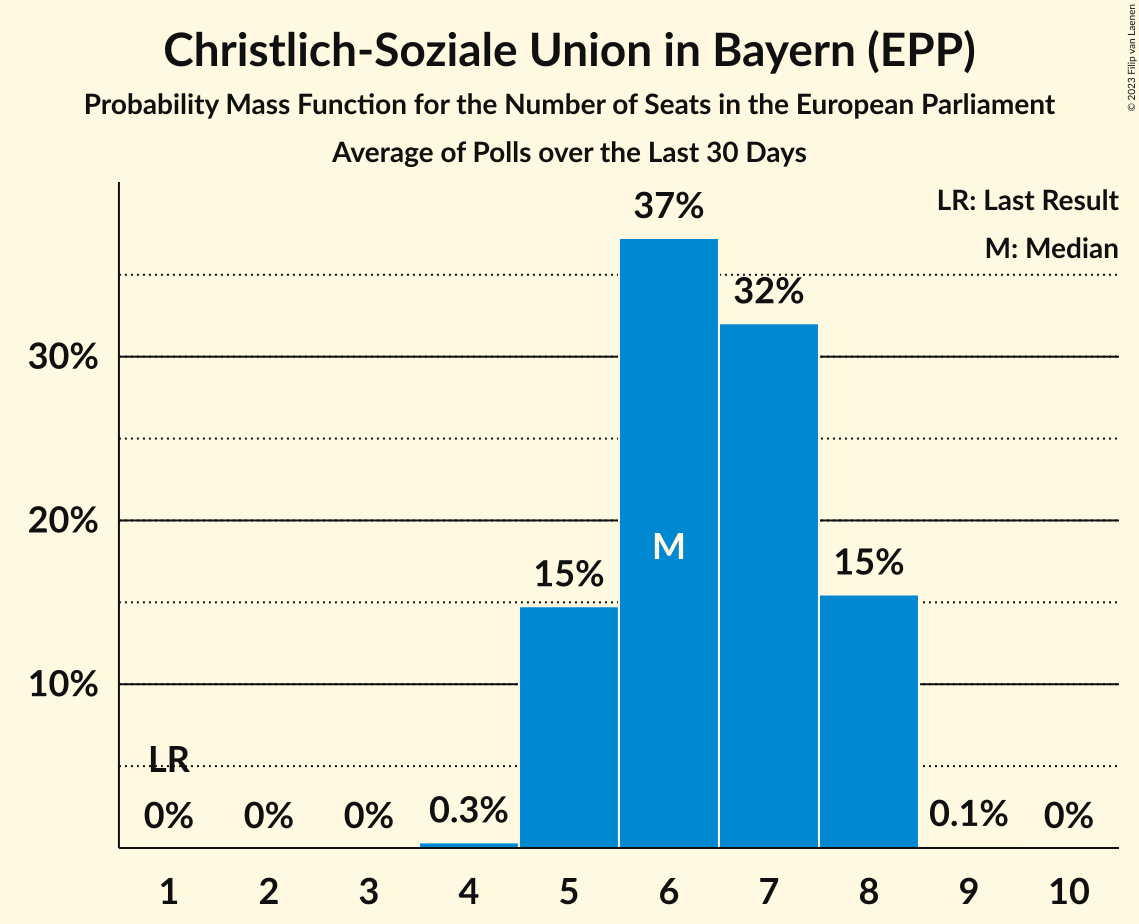 Christlich-Soziale Union in Bayern (EPP)
Probability Mass Function for the Number of Seats in the European Parliament
Average of Polls over the Last 30 Days
© 2023 Filip van Laenen
LR: Last Result
M: Median
37%
32%
30%
20%
M
15%
15%
10%
LR
0%
0%
0%
0.3%
0.1%
0%
1 2 3 4 5 6 7 8 9 10